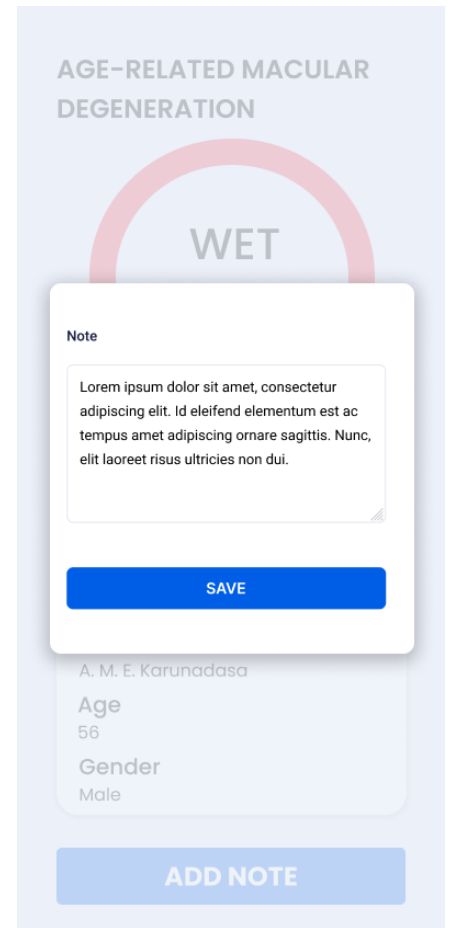 AGE-RELATED MACULAR
DEGENERATION
WET
Note
Lorem ipsum dolor sit amet, consectetur
adipiscing elit. Id eleifend elementum est ac
tempus amet adipiscing ornare sagittis. Nunc,
elit laoreet risus ultricies non dui.
SAVE
A. M. E. Karunadasa
Age
56
Gender
Male
ADD NOTE